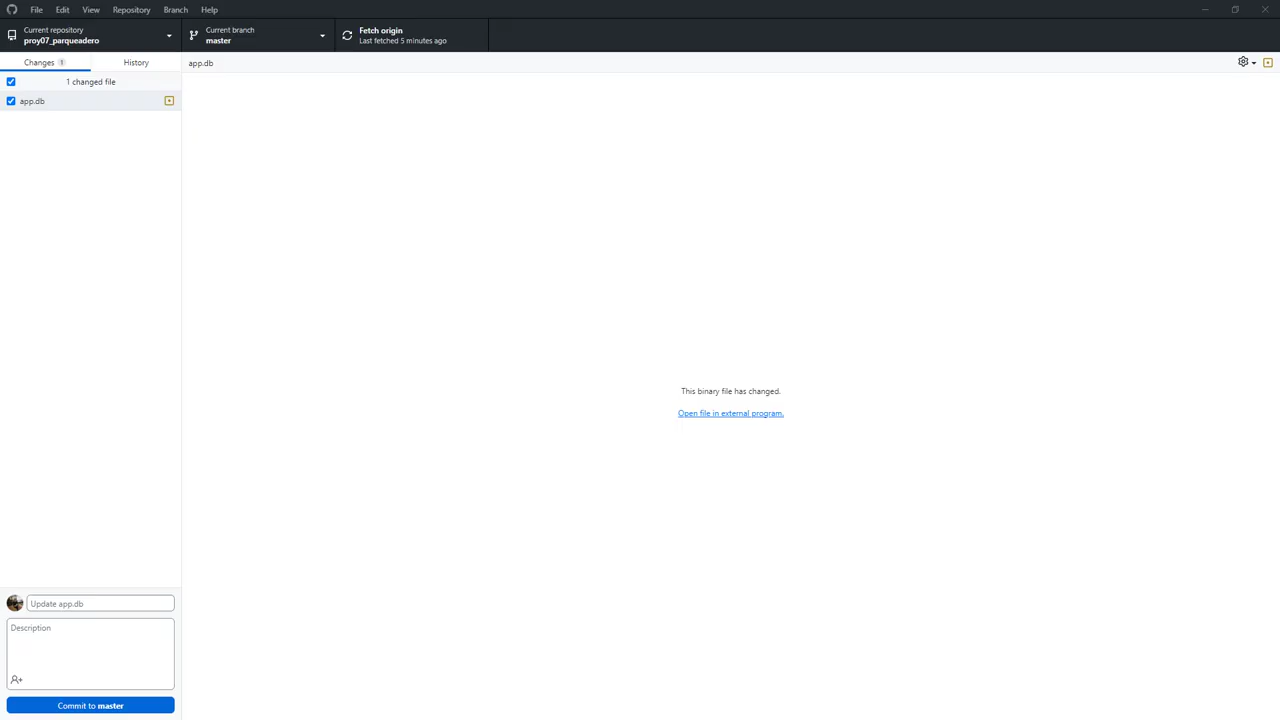 File Edit View Repository Branch Help
Current repository
proy07_parqueadero
Current branch
master
Fetch origin
Last fetched 5 minutes ago
Changes 1
History
app.db
1 changed file
app.db
This binary file has changed.
Open file in external program.
Update app.db
Description
Commit to master